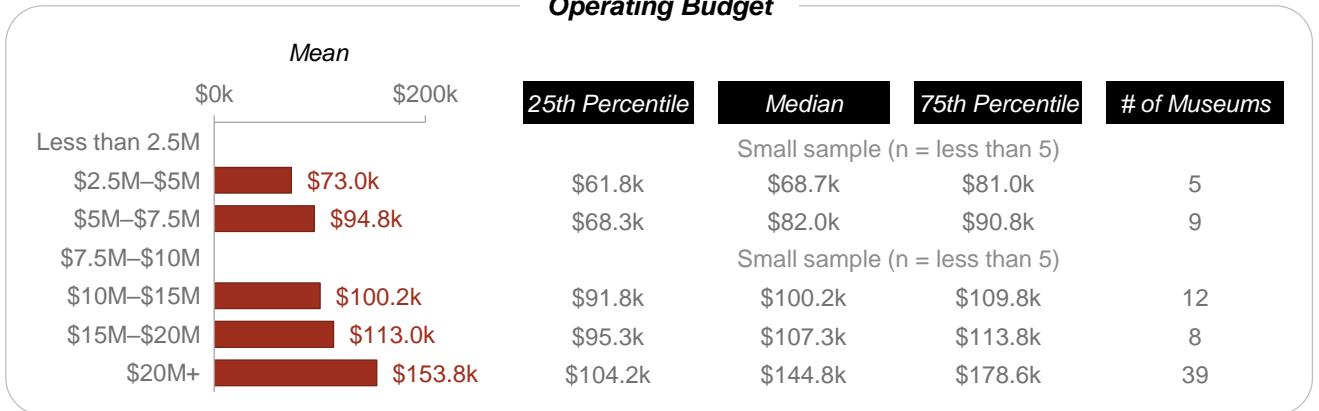 Operating Budget
Mean
$0k $200k 25th Percentile Median 75th Percentile # of Museums
Less than 2.5M Small sample (n = less than 5)
$2.5M–$5M $73.0k $61.8k $68.7k $81.0k 5
$5M–$7.5M $94.8k $68.3k $82.0k $90.8k 9
$7.5M–$10M Small sample (n = less than 5)
$10M–$15M $100.2k $91.8k $100.2k $109.8k 12
$15M–$20M $113.0k $95.3k $107.3k $113.8k 8
$20M+ $153.8k $104.2k $144.8k $178.6k 39